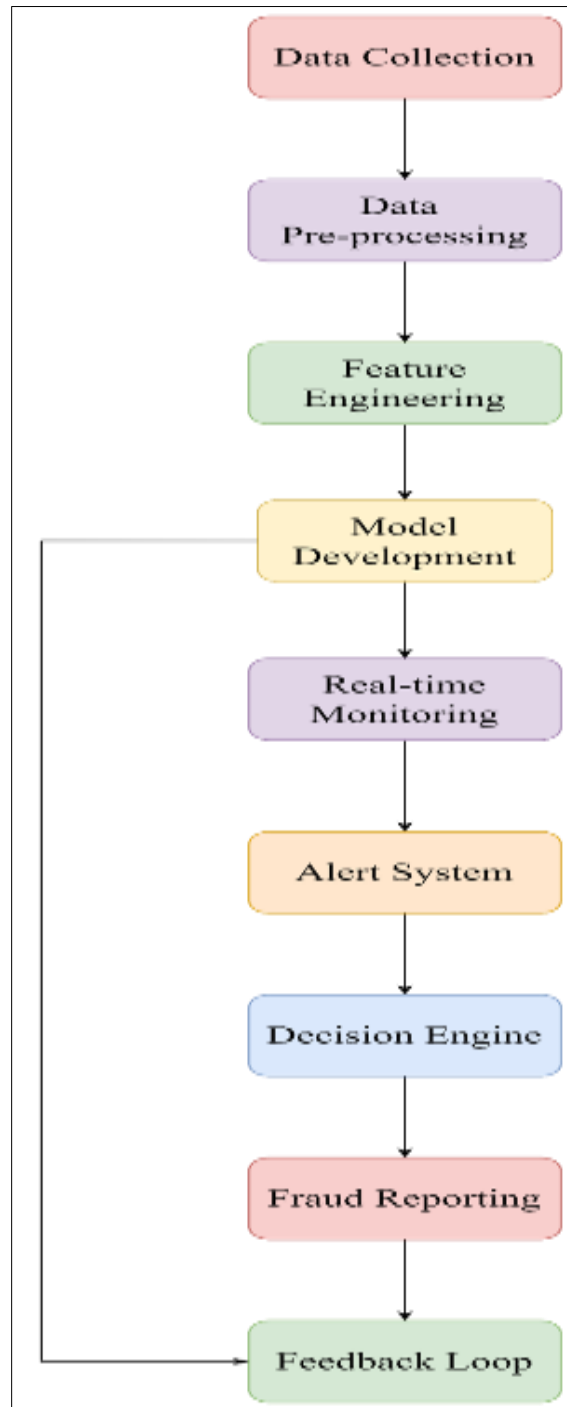 Data Collection
Data
Pre-processing
Feature
Engineering
Model
Development
Real-time
Monitoring
Alert System
Decision Engine
Fraud Reporting
Feedback Loop